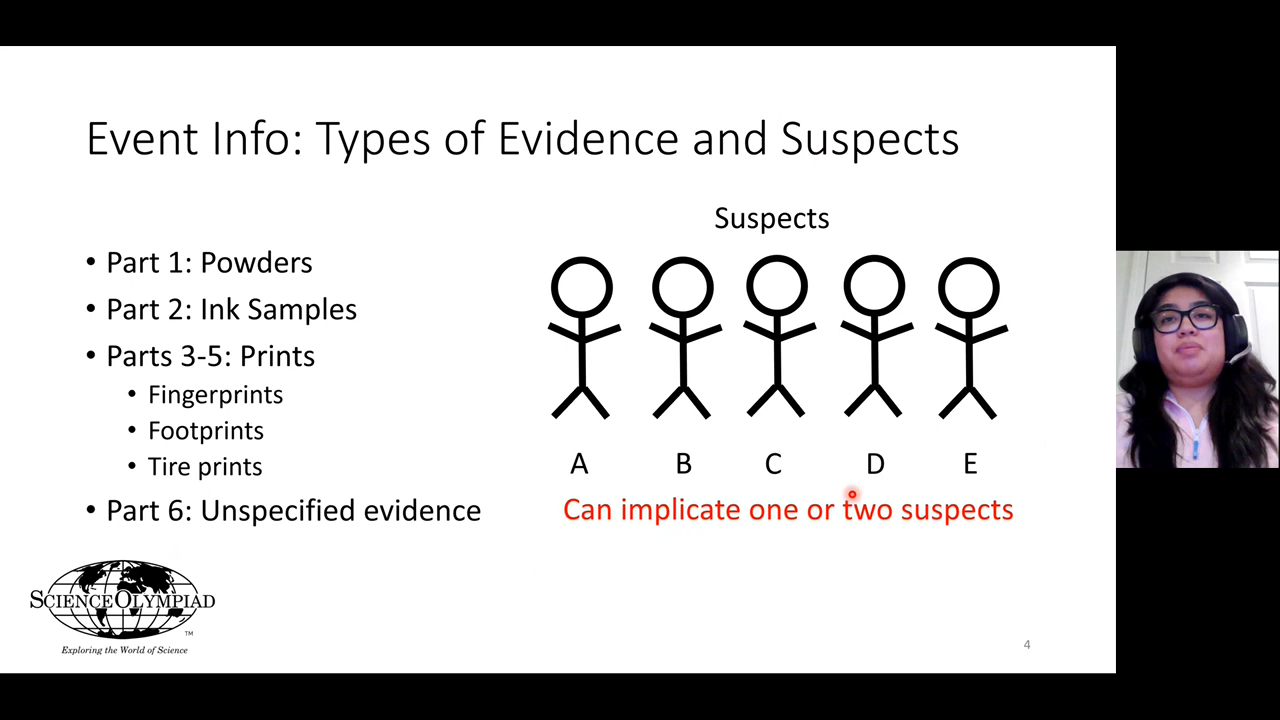 Event Info: Types of Evidence and Suspects
• Part 1: Powders
• Part 2: Ink Samples
• Parts 3-5: Prints
• Fingerprints
• Footprints
• Tire prints
• Part 6: Unspecified evidence
Suspects
A B C D E
Can implicate one or two suspects
SCIENCE OLYMPIAD
TM
Exploring the World of Science
4